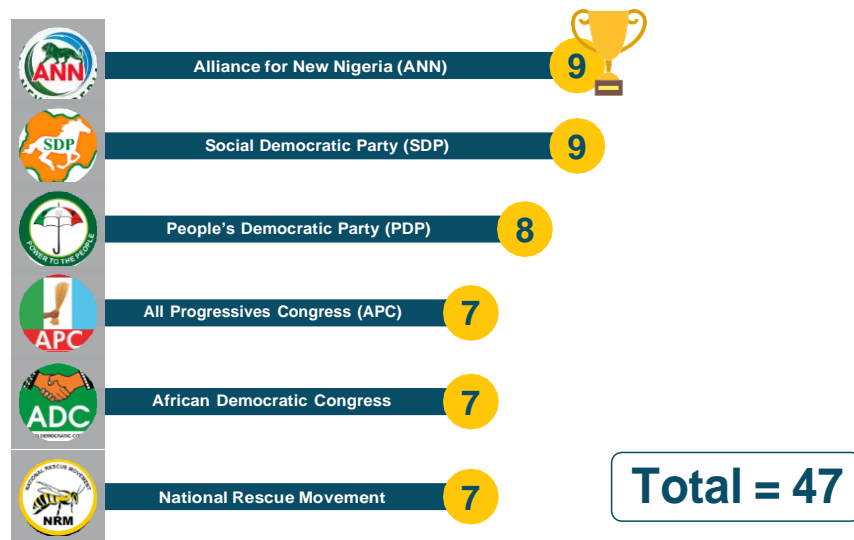 ANN
Alliance for New Nigeria (ANN)
9
SDP
Social Democratic Party (SDP)
9
POWER TO THE PEOPLE
People’s Democratic Party (PDP)
8
APC
All Progressives Congress (APC)
7
ADC
African Democratic Congress
7
NATIONAL RESCUE MOVEMENT
NRM
National Rescue Movement
7
Total = 47